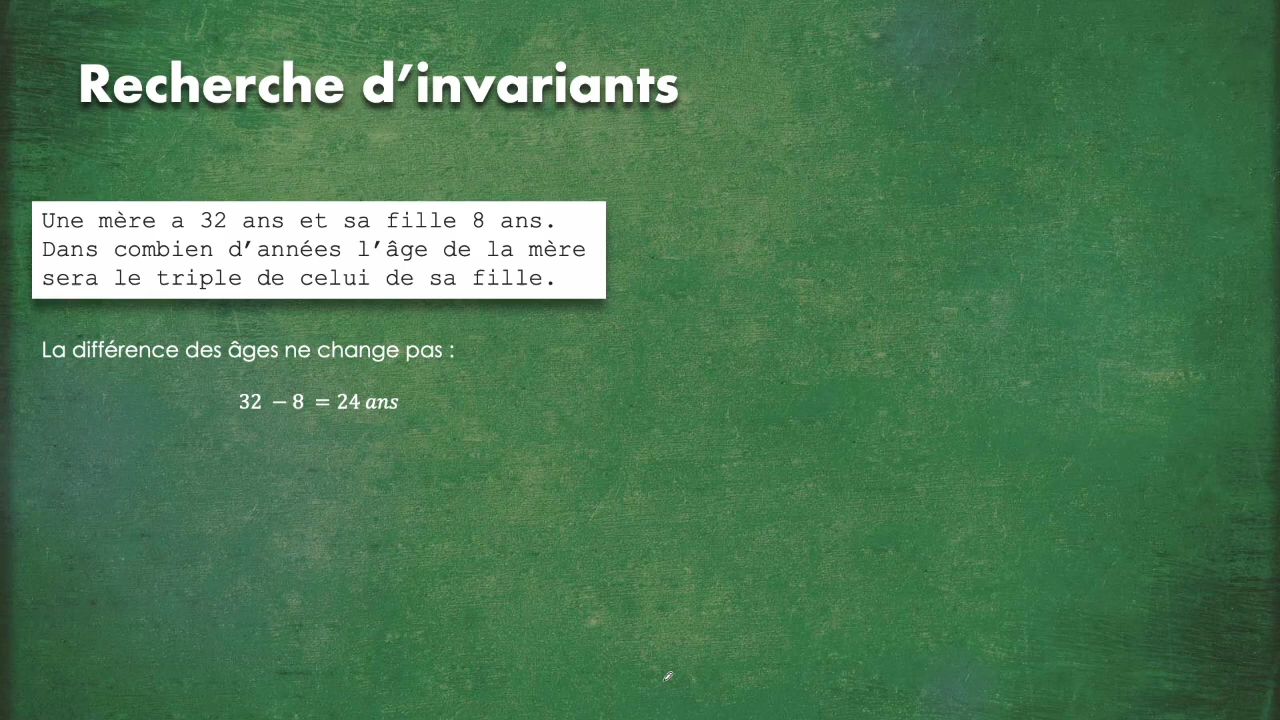 Recherche d’invariants
Une mère a 32 ans et sa fille 8 ans.
Dans combien d’années l’âge de la mère
sera le triple de celui de sa fille.
La différence des âges ne change pas :
32 − 8 = 24 ans